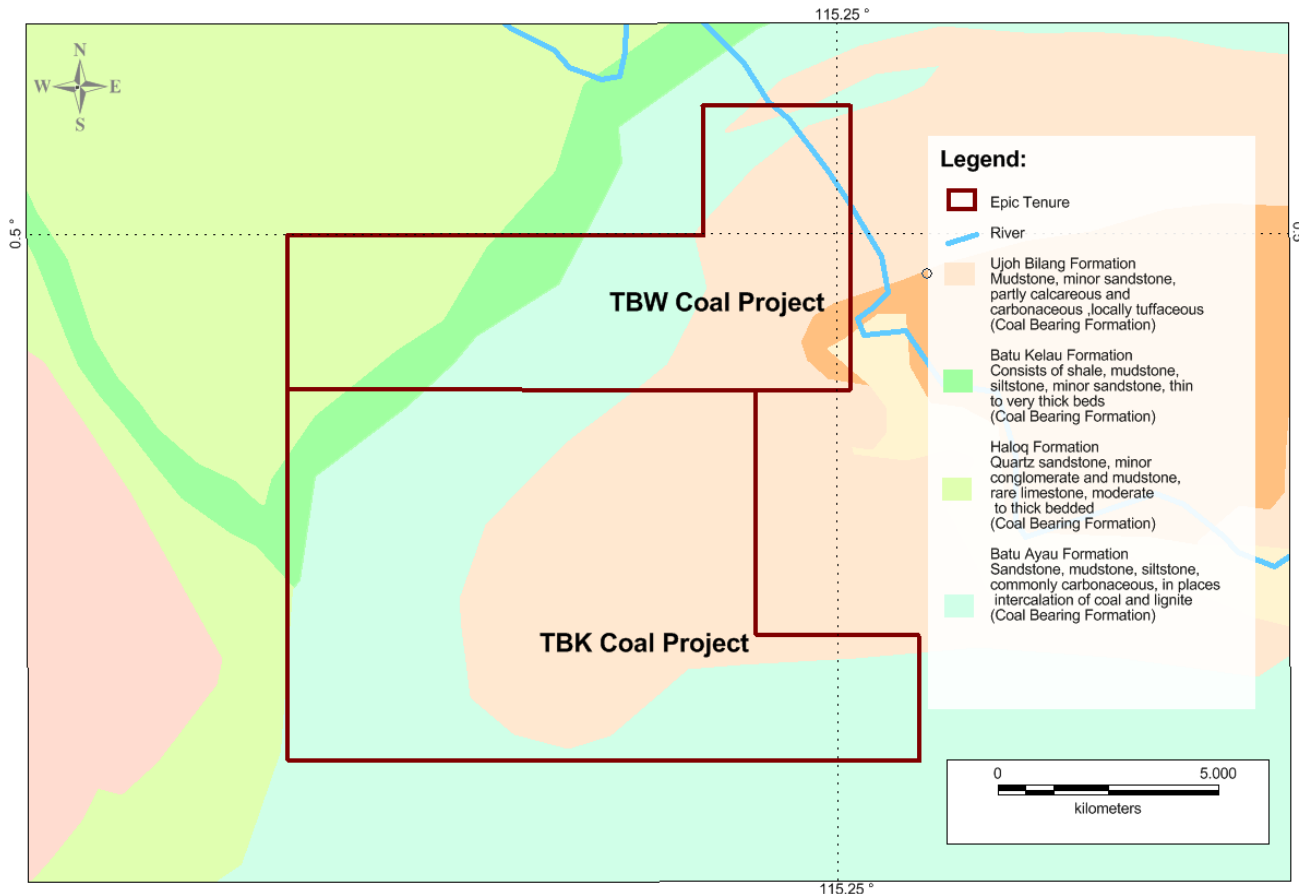 115.25 °
N
W E
S
0.5 °
0.5
TBW Coal Project
TBK Coal Project
Legend:
Epic Tenure
River
Ujoh Bilang Formation
Mudstone, minor sandstone,
partly calcareous and
carbonaceous ,locally tuffaceous
(Coal Bearing Formation)
Batu Kelau Formation
Consists of shale, mudstone,
siltstone, minor sandstone, thin
to very thick beds
(Coal Bearing Formation)
Haloq Formation
Quartz sandstone, minor
conglomerate and mudstone,
rare limestone, moderate
to thick bedded
(Coal Bearing Formation)
Batu Ayau Formation
Sandstone, mudstone, siltstone,
commonly carbonaceous, in places
intercalation of coal and lignite
(Coal Bearing Formation)
0 5.000
kilometers
115.25 °